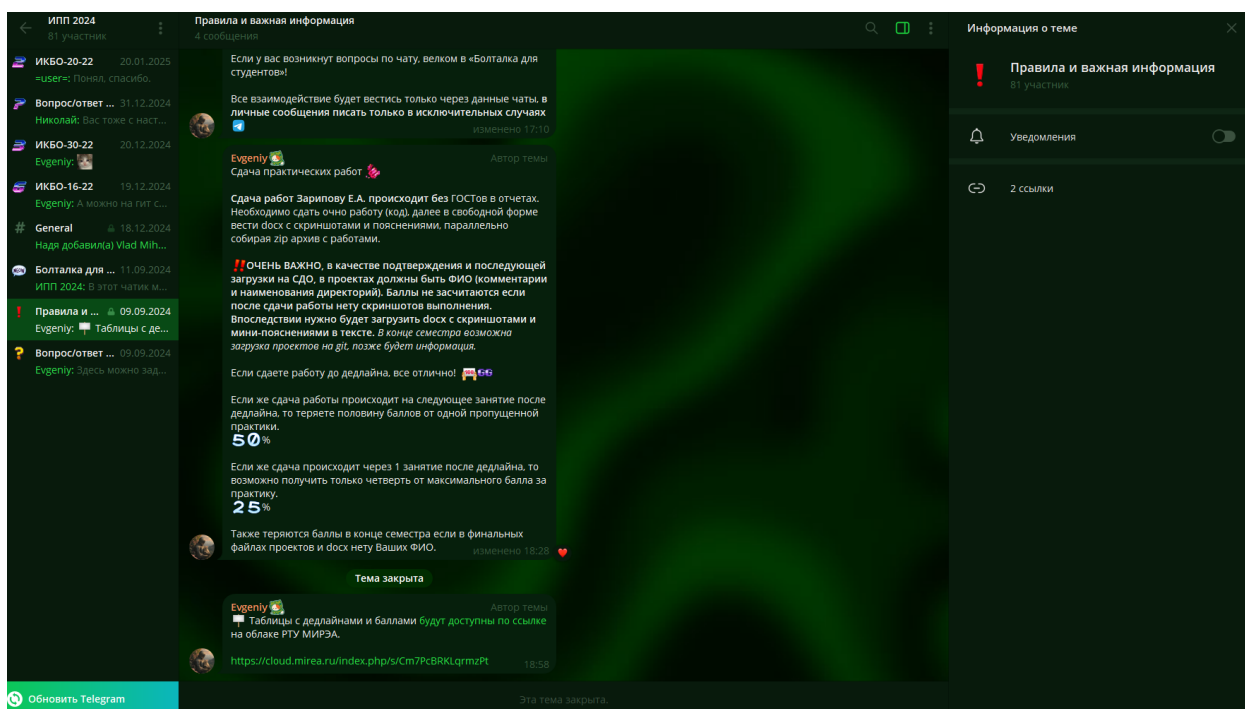 ИПП 2024
81 участник
ИКБО-20-22 20.01.2025
=user=: Понял, спасибо.
Вопрос/ответ ... 31.12.2024
Николай: Вас тоже с наст...
ИКБО-30-22 20.12.2024
Evgeniy:
ИКБО-16-22 19.12.2024
Evgeniy: А можно на гит с...
# General 18.12.2024
Надя добавил(а) Vlad Mih...
Болталка для ... 11.09.2024
ИПП 2024: В этот чатик м...
Правила и ... 09.09.2024
Evgeniy: Таблицы с де...
Вопрос/ответ ... 09.09.2024
Evgeniy: Здесь можно зад...
Обновить Telegram
Правила и важная информация
4 сообщения
Если у вас возникнут вопросы по чату, велком в «Болталка для
студентов»!
Все взаимодействие будет вестись только через данные чаты, в
личные сообщения писать только в исключительных случаях
изменено 17:10
Evgeniy Автор темы
Сдача практических работ
Сдача работ Зарипову Е.А. происходит без ГОСТов в отчетах.
Необходимо сдать очно работу (код), далее в свободной форме
вести docx с скриншотами и пояснениями, параллельно
собирая zip архив с работами.
‼️ОЧЕНЬ ВАЖНО, в качестве подтверждения и последующей
загрузки на СДО, в проектах должны быть ФИО (комментарии
и наименования директорий). Баллы не засчитаются если
после сдачи работы нету скриншотов выполнения.
Впоследствии нужно будет загрузить docx с скриншотами и
мини-пояснениями в тексте. В конце семестра возможна
загрузка проектов на git, позже будет информация.
Если сдаете работу до дедлайна, все отлично!
Если же сдача работы происходит на следующее занятие после
дедлайна, то теряете половину баллов от одной пропущенной
практики.
50%
Если же сдача происходит через 1 занятие после дедлайна, то
возможно получить только четверть от максимального балла за
практику.
25%
Также теряются баллы в конце семестра если в финальных
файлах проектов и docx нету Ваших ФИО. изменено 18:28
Тема закрыта
Evgeniy Автор темы
Таблицы с дедлайнами и баллами будут доступны по ссылке
на облаке РТУ МИРЭА.
https://cloud.mirea.ru/index.php/s/Cm7PcBRKLqrmzPt 18:58
Эта тема закрыта.
Информация о теме
Правила и важная информация
81 участник
Уведомления
2 ссылки